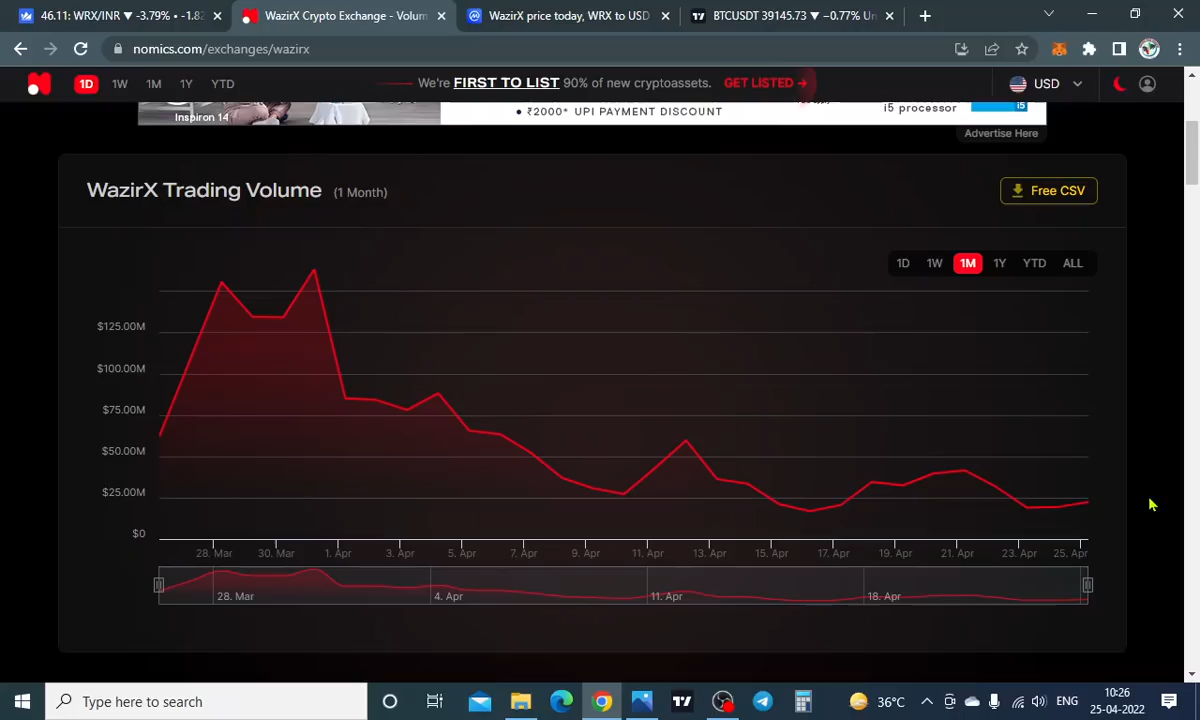 46.11: WRX/INR ▼ -3.79% • -1.82
WazirX Crypto Exchange - Volum
WazirX price today, WRX to USD
BTCUSDT 39145.73 ▼ −0.77% Un
nomics.com/exchanges/wazirx
1D 1W 1M 1Y YTD
We're FIRST TO LIST 90% of new cryptoassets. GET LISTED →
USD
Inspiron 14
• ₹2000* UPI PAYMENT DISCOUNT
i5 processor
i5
Advertise Here
WazirX Trading Volume (1 Month)
Free CSV
1D 1W 1M 1Y YTD ALL
$125.00M
$100.00M
$75.00M
$50.00M
$25.00M
$0
28. Mar 30. Mar 1. Apr 3. Apr 5. Apr 7. Apr 9. Apr 11. Apr 13. Apr 15. Apr 17. Apr 19. Apr 21. Apr 23. Apr 25. Apr
28. Mar 4. Apr 11. Apr 18. Apr
Type here to search
36°C
ENG
10:26
25-04-2022